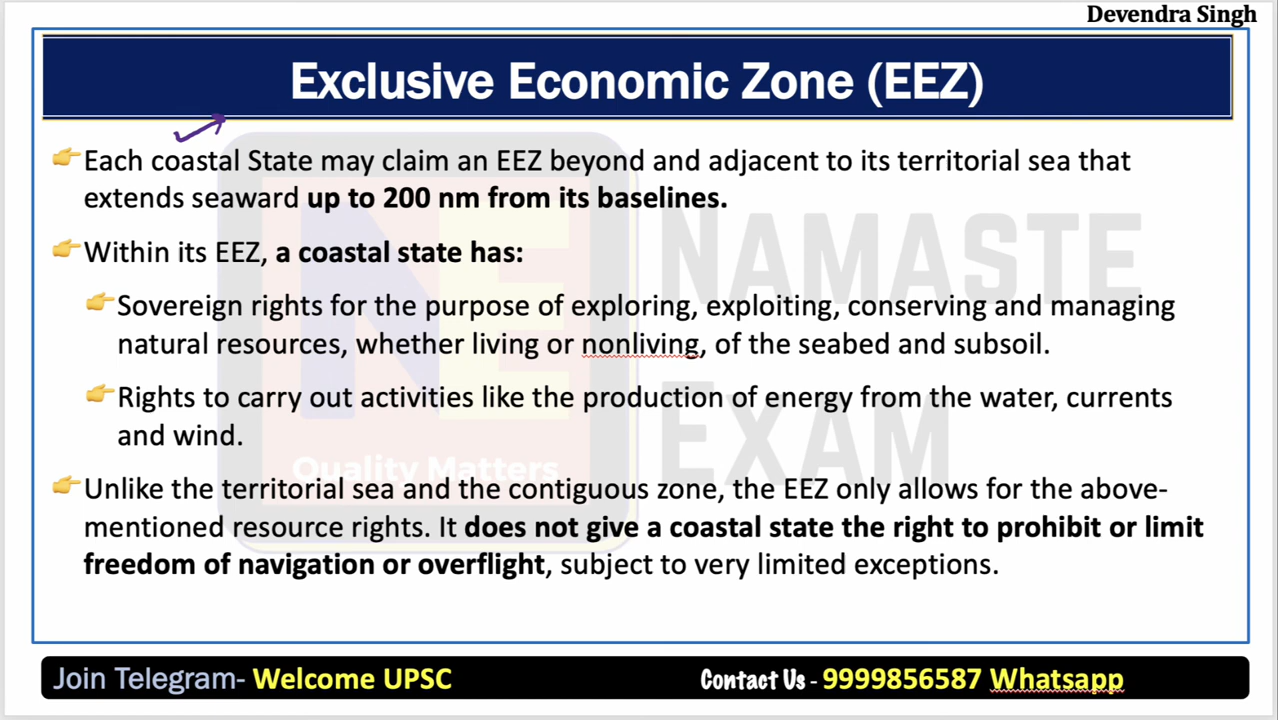 Devendra Singh
Exclusive Economic Zone (EEZ)
Each coastal State may claim an EEZ beyond and adjacent to its territorial sea that
extends seaward up to 200 nm from its baselines.
Within its EEZ, a coastal state has:
Sovereign rights for the purpose of exploring, exploiting, conserving and managing
natural resources, whether living or nonliving, of the seabed and subsoil.
Rights to carry out activities like the production of energy from the water, currents
and wind.
Unlike the territorial sea and the contiguous zone, the EEZ only allows for the above-
mentioned resource rights. It does not give a coastal state the right to prohibit or limit
freedom of navigation or overflight, subject to very limited exceptions.
NE
Quality Matters
NAMASTE
EXAM
Join Telegram- Welcome UPSC
Contact Us - 9999856587 Whatsapp